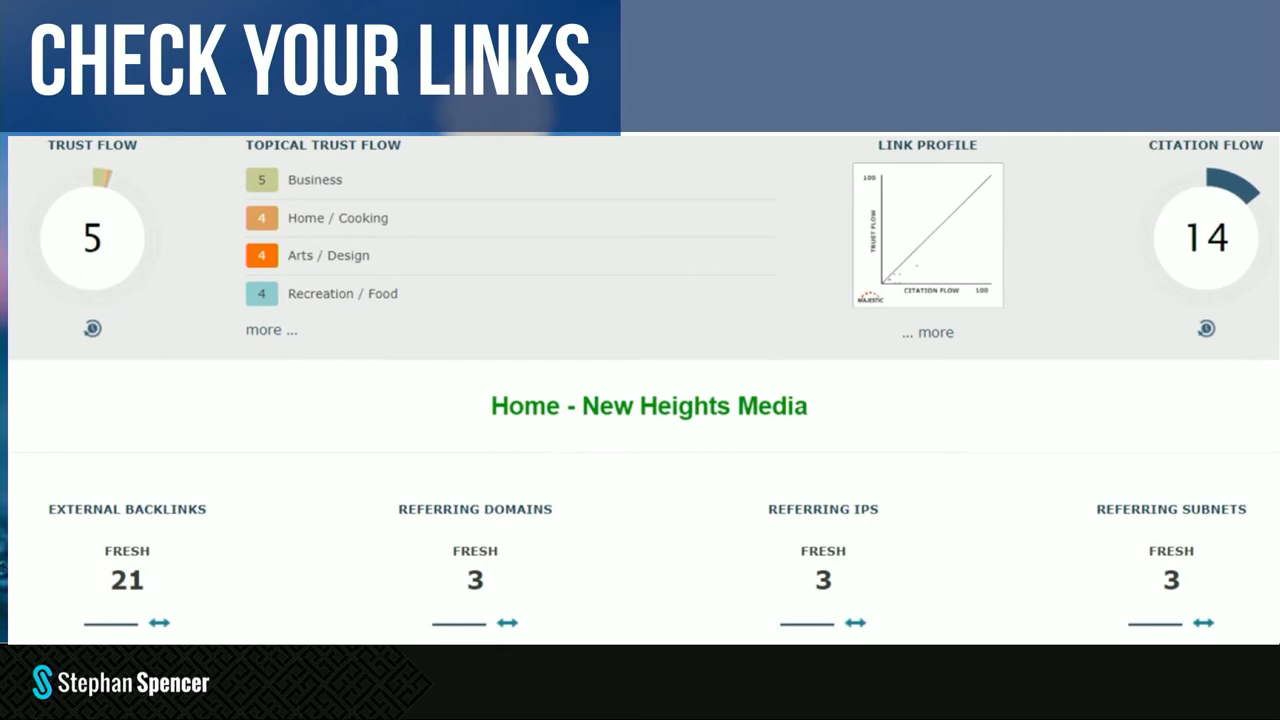 CHECK YOUR LINKS
TRUST FLOW
5
TOPICAL TRUST FLOW
5 Business
4 Home / Cooking
4 Arts / Design
4 Recreation / Food
more ...
LINK PROFILE
100
TRUST FLOW
CITATION FLOW 100
MAJESTIC
... more
CITATION FLOW
14
Home - New Heights Media
EXTERNAL BACKLINKS
FRESH
21
REFERRING DOMAINS
FRESH
3
REFERRING IPS
FRESH
3
REFERRING SUBNETS
FRESH
3
Stephan Spencer